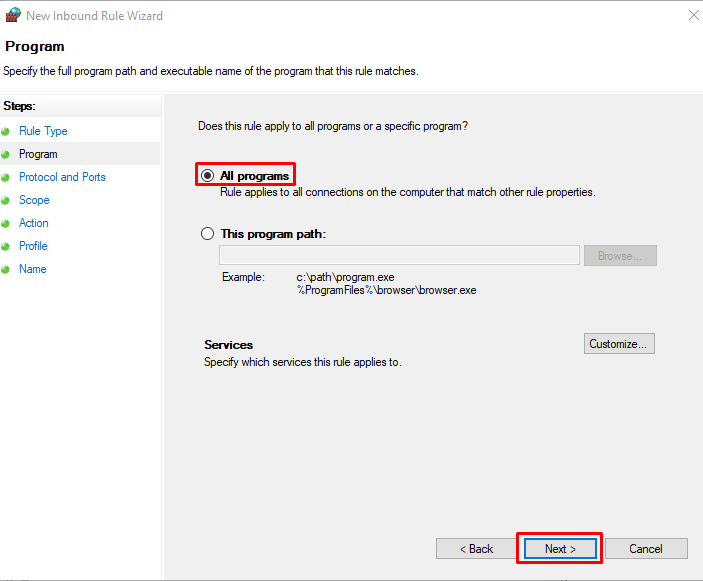 New Inbound Rule Wizard
Program
Specify the full program path and executable name of the program that this rule matches.
Steps:
Rule Type
Program
Protocol and Ports
Scope
Action
Profile
Name
Does this rule apply to all programs or a specific program?
All programs
Rule applies to all connections on the computer that match other rule properties.
This program path:
Browse...
Example:
c:\path\program.exe
%ProgramFiles%\browser\browser.exe
Services
Customize...
Specify which services this rule applies to.
< Back
Next >
Cancel